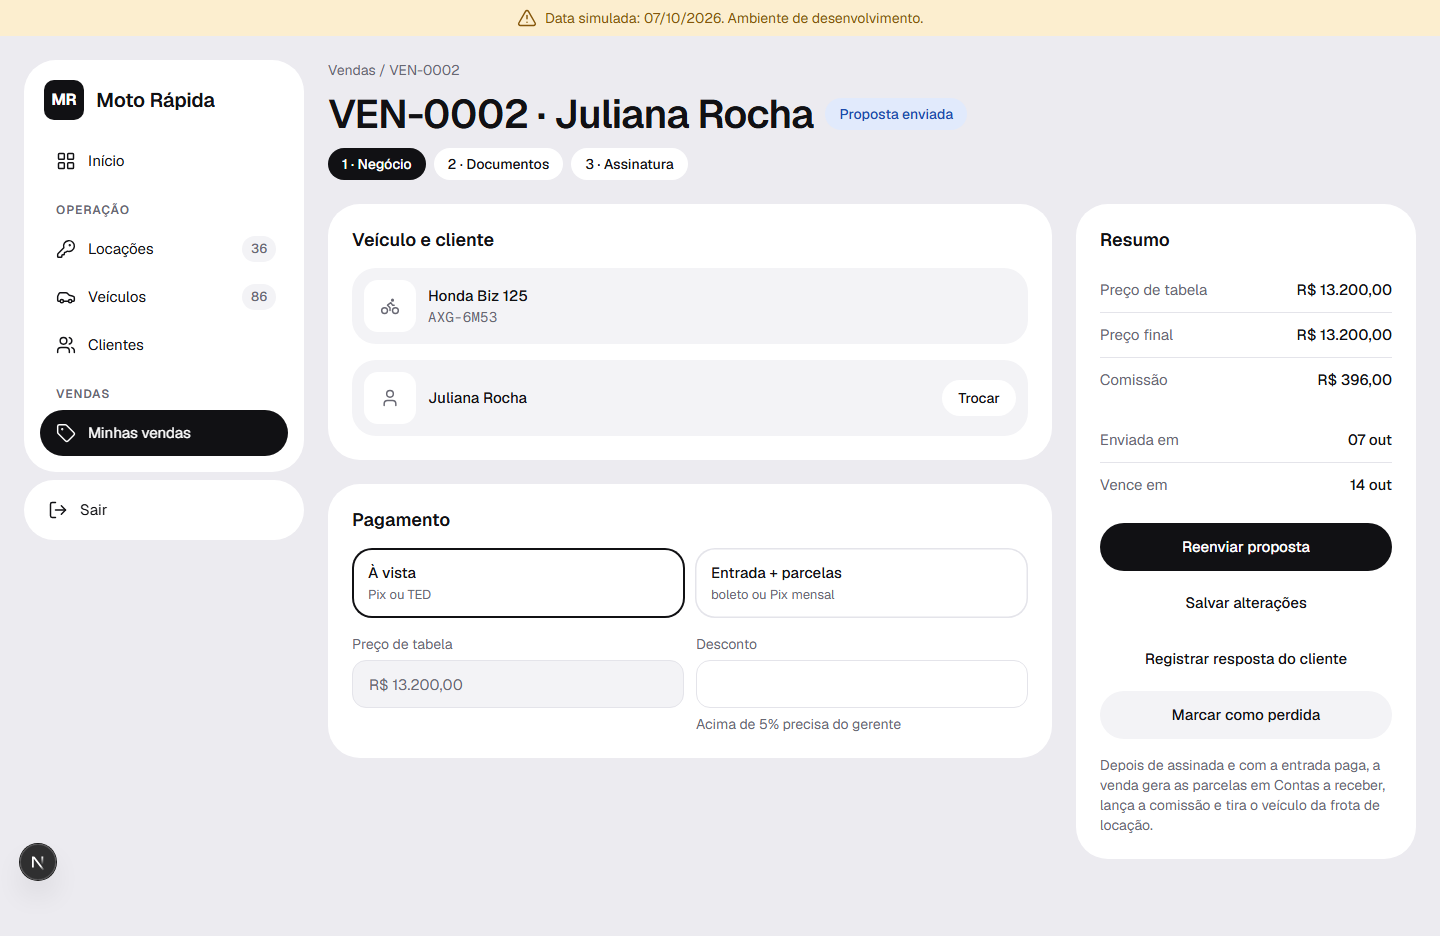 Data simulada: 07/10/2026. Ambiente de desenvolvimento.
MR
Moto Rápida
Início
OPERAÇÃO
Locações
36
Veículos
86
Clientes
VENDAS
Minhas vendas
Sair
Vendas / VEN-0002
VEN-0002 · Juliana Rocha
Proposta enviada
1 · Negócio
2 · Documentos
3 · Assinatura
Veículo e cliente
Honda Biz 125
AXG-6M53
Juliana Rocha
Trocar
Pagamento
À vista
Pix ou TED
Entrada + parcelas
boleto ou Pix mensal
Preço de tabela
R$ 13.200,00
Desconto
Acima de 5% precisa do gerente
Resumo
Preço de tabela
R$ 13.200,00
Preço final
R$ 13.200,00
Comissão
R$ 396,00
Enviada em
07 out
Vence em
14 out
Reenviar proposta
Salvar alterações
Registrar resposta do cliente
Marcar como perdida
Depois de assinada e com a entrada paga, a
venda gera as parcelas em Contas a receber,
lança a comissão e tira o veículo da frota de
locação.
N